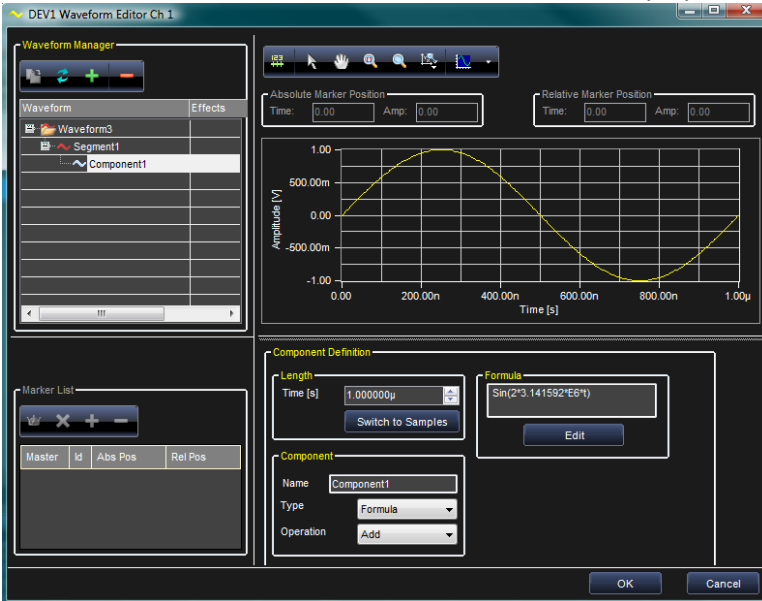 DEV1 Waveform Editor Ch 1
Waveform Manager
Waveform Effects
Waveform3
Segment1
Component1
Marker List
Master Id Abs Pos Rel Pos
123
Absolute Marker Position
Time: 0.00 Amp: 0.00
Relative Marker Position
Time: 0.00 Amp: 0.00
Amplitude [V]
1.00
500.00m
0.00
-500.00m
-1.00
0.00 200.00n 400.00n 600.00n 800.00n 1.00µ
Time [s]
Component Definition
Length
Time [s] 1.000000µ
Switch to Samples
Formula
Sin(2*3.141592*E6*t)
Edit
Component
Name Component1
Type Formula
Operation Add
OK Cancel